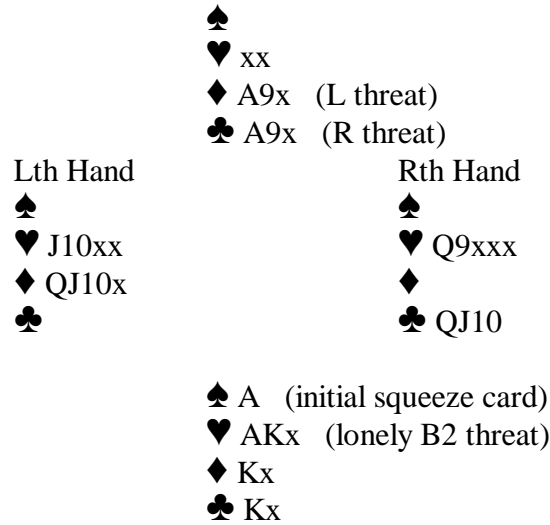 ♠
♥ xx
♦ A9x (L threat)
♣ A9x (R threat)
Lth Hand Rth Hand
♠ ♠
♥ J10xx ♥ Q9xxx
♦ QJ10x ♦
♣ ♣ QJ10
♠ A (initial squeeze card)
♥ AKx (lonely B2 threat)
♦ Kx
♣ Kx